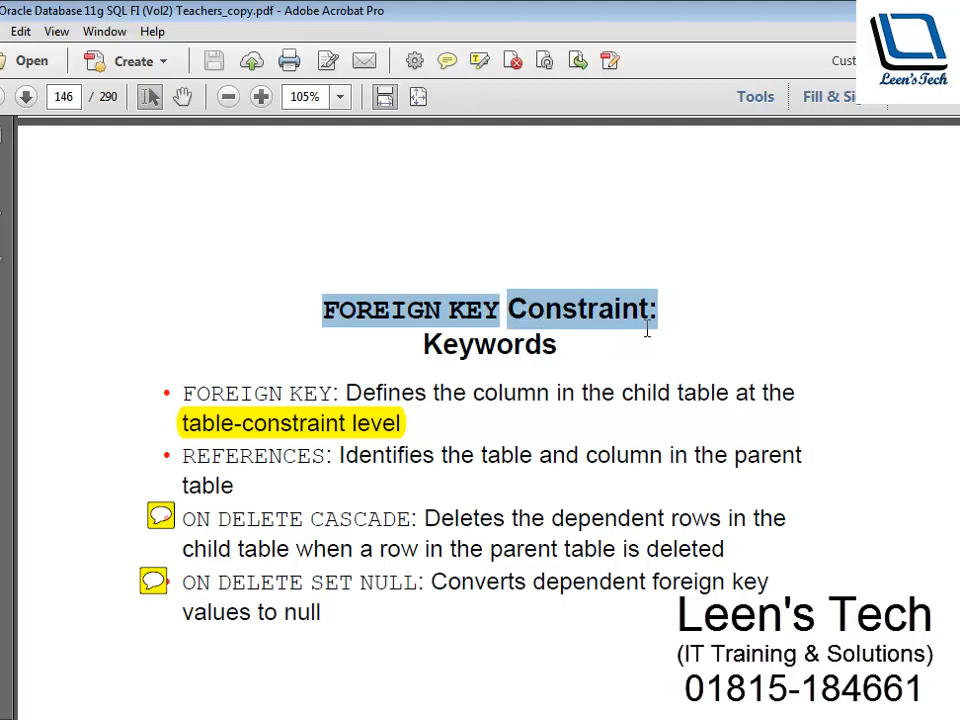 Oracle Database 11g SQL FI (Vol2) Teachers_copy.pdf - Adobe Acrobat Pro
Edit View Window Help
Open Create Cust
146 / 290 105% Tools Fill & Si
Leen'sTech
FOREIGN KEY Constraint:
Keywords
• FOREIGN KEY: Defines the column in the child table at the
table-constraint level
• REFERENCES: Identifies the table and column in the parent
table
ON DELETE CASCADE: Deletes the dependent rows in the
child table when a row in the parent table is deleted
ON DELETE SET NULL: Converts dependent foreign key
values to null
Leen's Tech
(IT Training & Solutions)
01815-184661